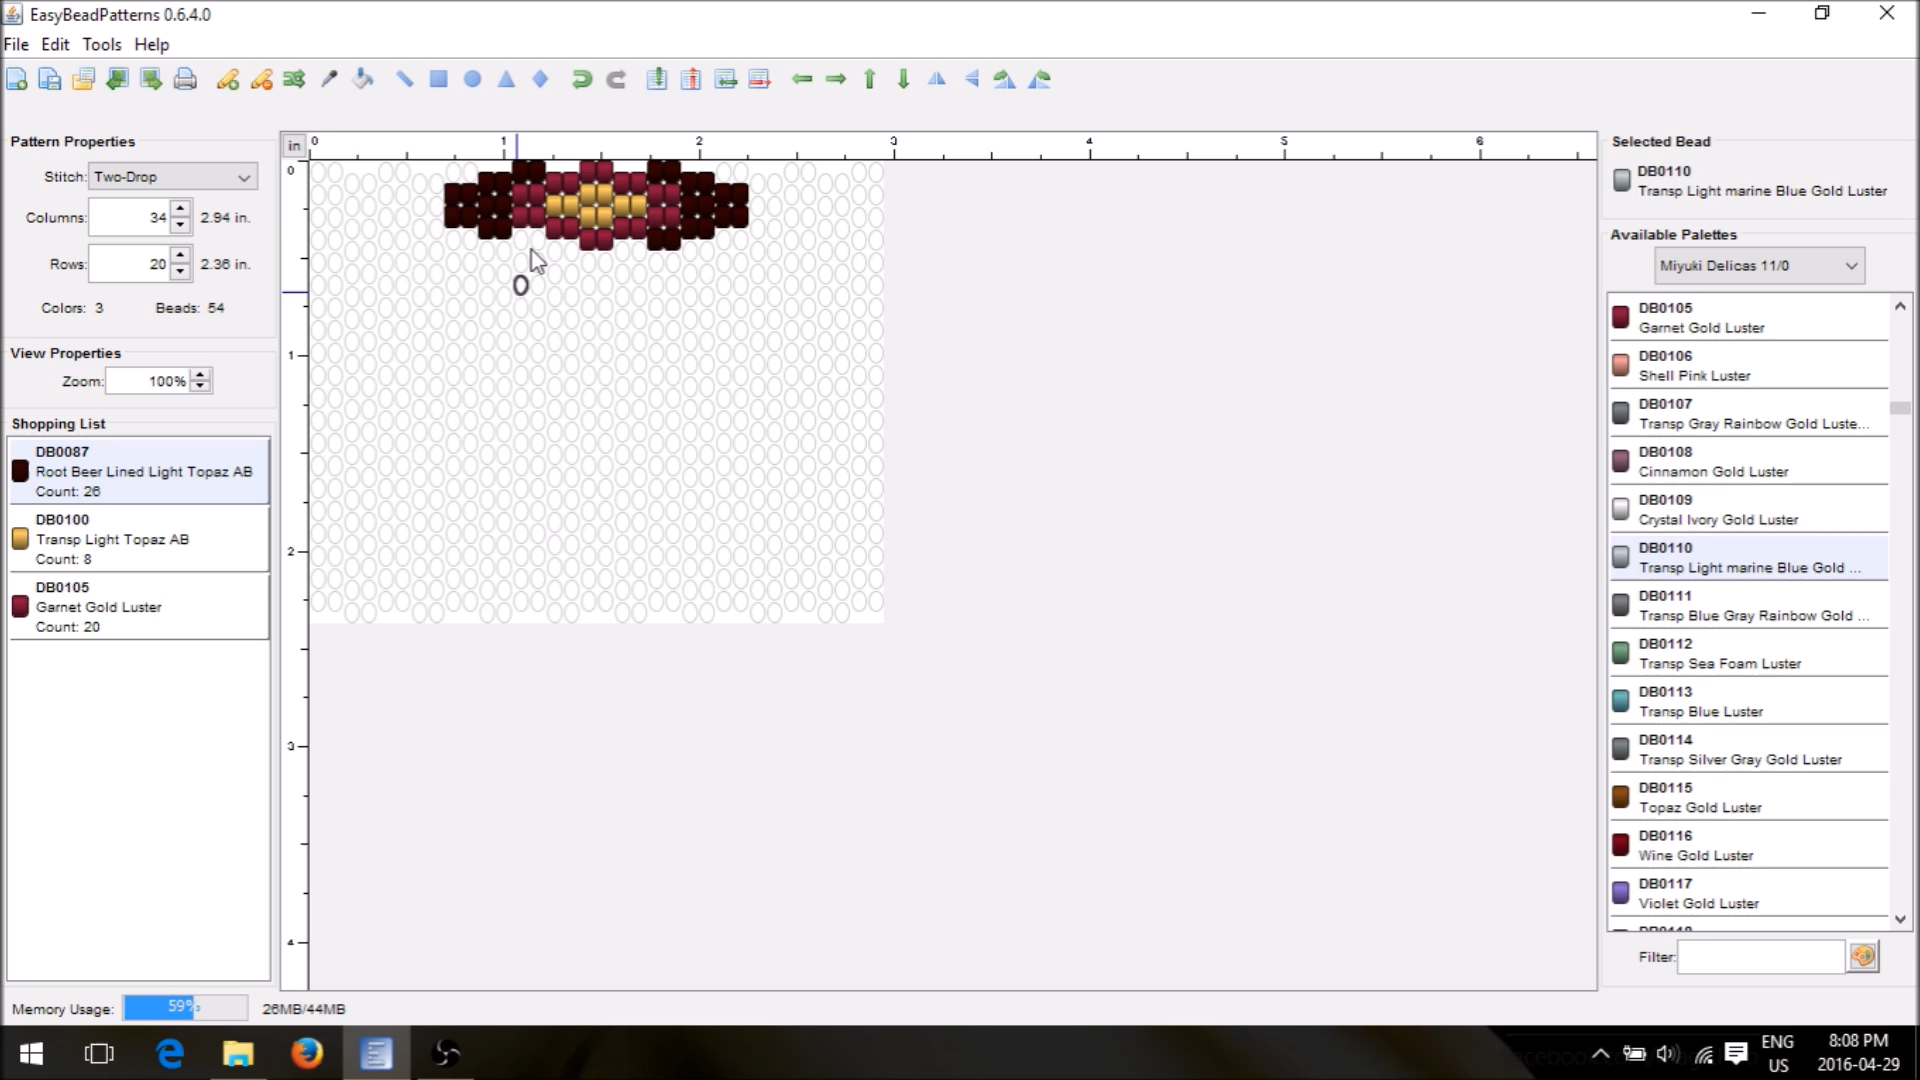 EasyBeadPatterns 0.6.4.0
File Edit Tools Help
Pattern Properties
Stitch: Two-Drop
Columns: 34 2.94 in.
Rows: 20 2.36 in.
Colors: 3 Beads: 54
View Properties
Zoom: 100%
Shopping List
DB0087
Root Beer Lined Light Topaz AB
Count: 26
DB0100
Transp Light Topaz AB
Count: 8
DB0105
Garnet Gold Luster
Count: 20
Memory Usage: 59% 26MB/44MB
in 0 1 2 3 4 5 6
0
1
2
3
4
Selected Bead
DB0110
Transp Light marine Blue Gold Luster
Available Palettes
Miyuki Delicas 11/0
DB0105
Garnet Gold Luster
DB0106
Shell Pink Luster
DB0107
Transp Gray Rainbow Gold Luste...
DB0108
Cinnamon Gold Luster
DB0109
Crystal Ivory Gold Luster
DB0110
Transp Light marine Blue Gold ...
DB0111
Transp Blue Gray Rainbow Gold ...
DB0112
Transp Sea Foam Luster
DB0113
Transp Blue Luster
DB0114
Transp Silver Gray Gold Luster
DB0115
Topaz Gold Luster
DB0116
Wine Gold Luster
DB0117
Violet Gold Luster
Filter:
ENG
US
8:08 PM
2016-04-29